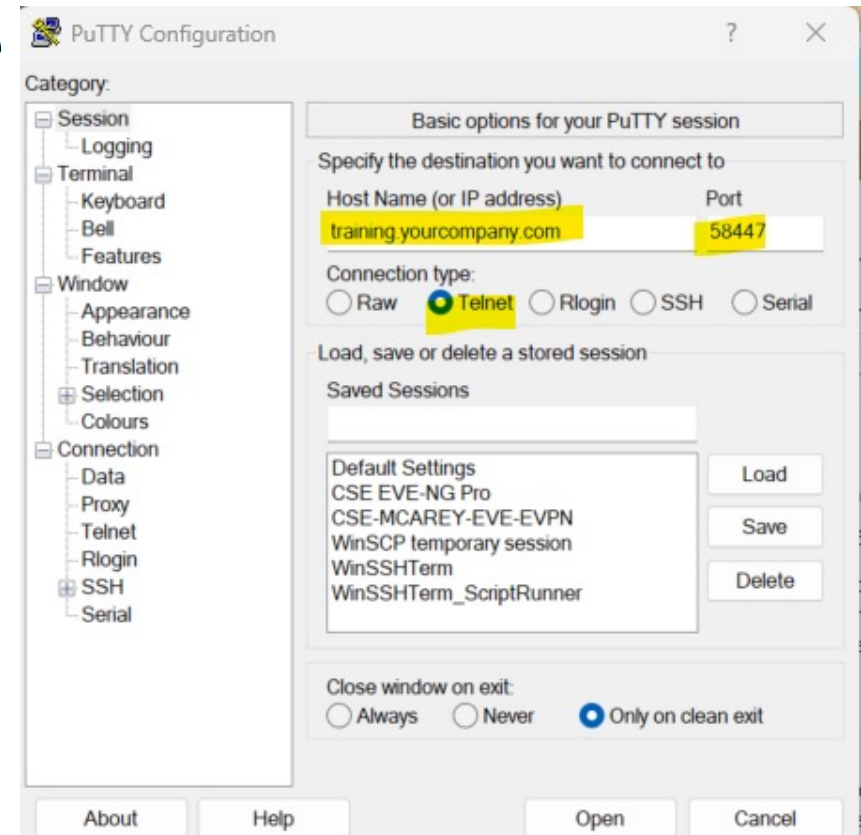 PuTTY Configuration
?
Category:
Session
Logging
Terminal
Keyboard
Bell
Features
Window
Appearance
Behaviour
Translation
Selection
Colours
Connection
Data
Proxy
Telnet
Rlogin
SSH
Serial
Basic options for your PuTTY session
Specify the destination you want to connect to
Host Name (or IP address) Port
training.yourcompany.com 58447
Connection type:
Raw Telnet Rlogin SSH Serial
Load, save or delete a stored session
Saved Sessions
Default Settings
CSE EVE-NG Pro
CSE-MCAREY-EVE-EVPN
WinSCP temporary session
WinSSHTerm
WinSSHTerm_ScriptRunner
Load
Save
Delete
Close window on exit:
Always Never Only on clean exit
About Help Open Cancel